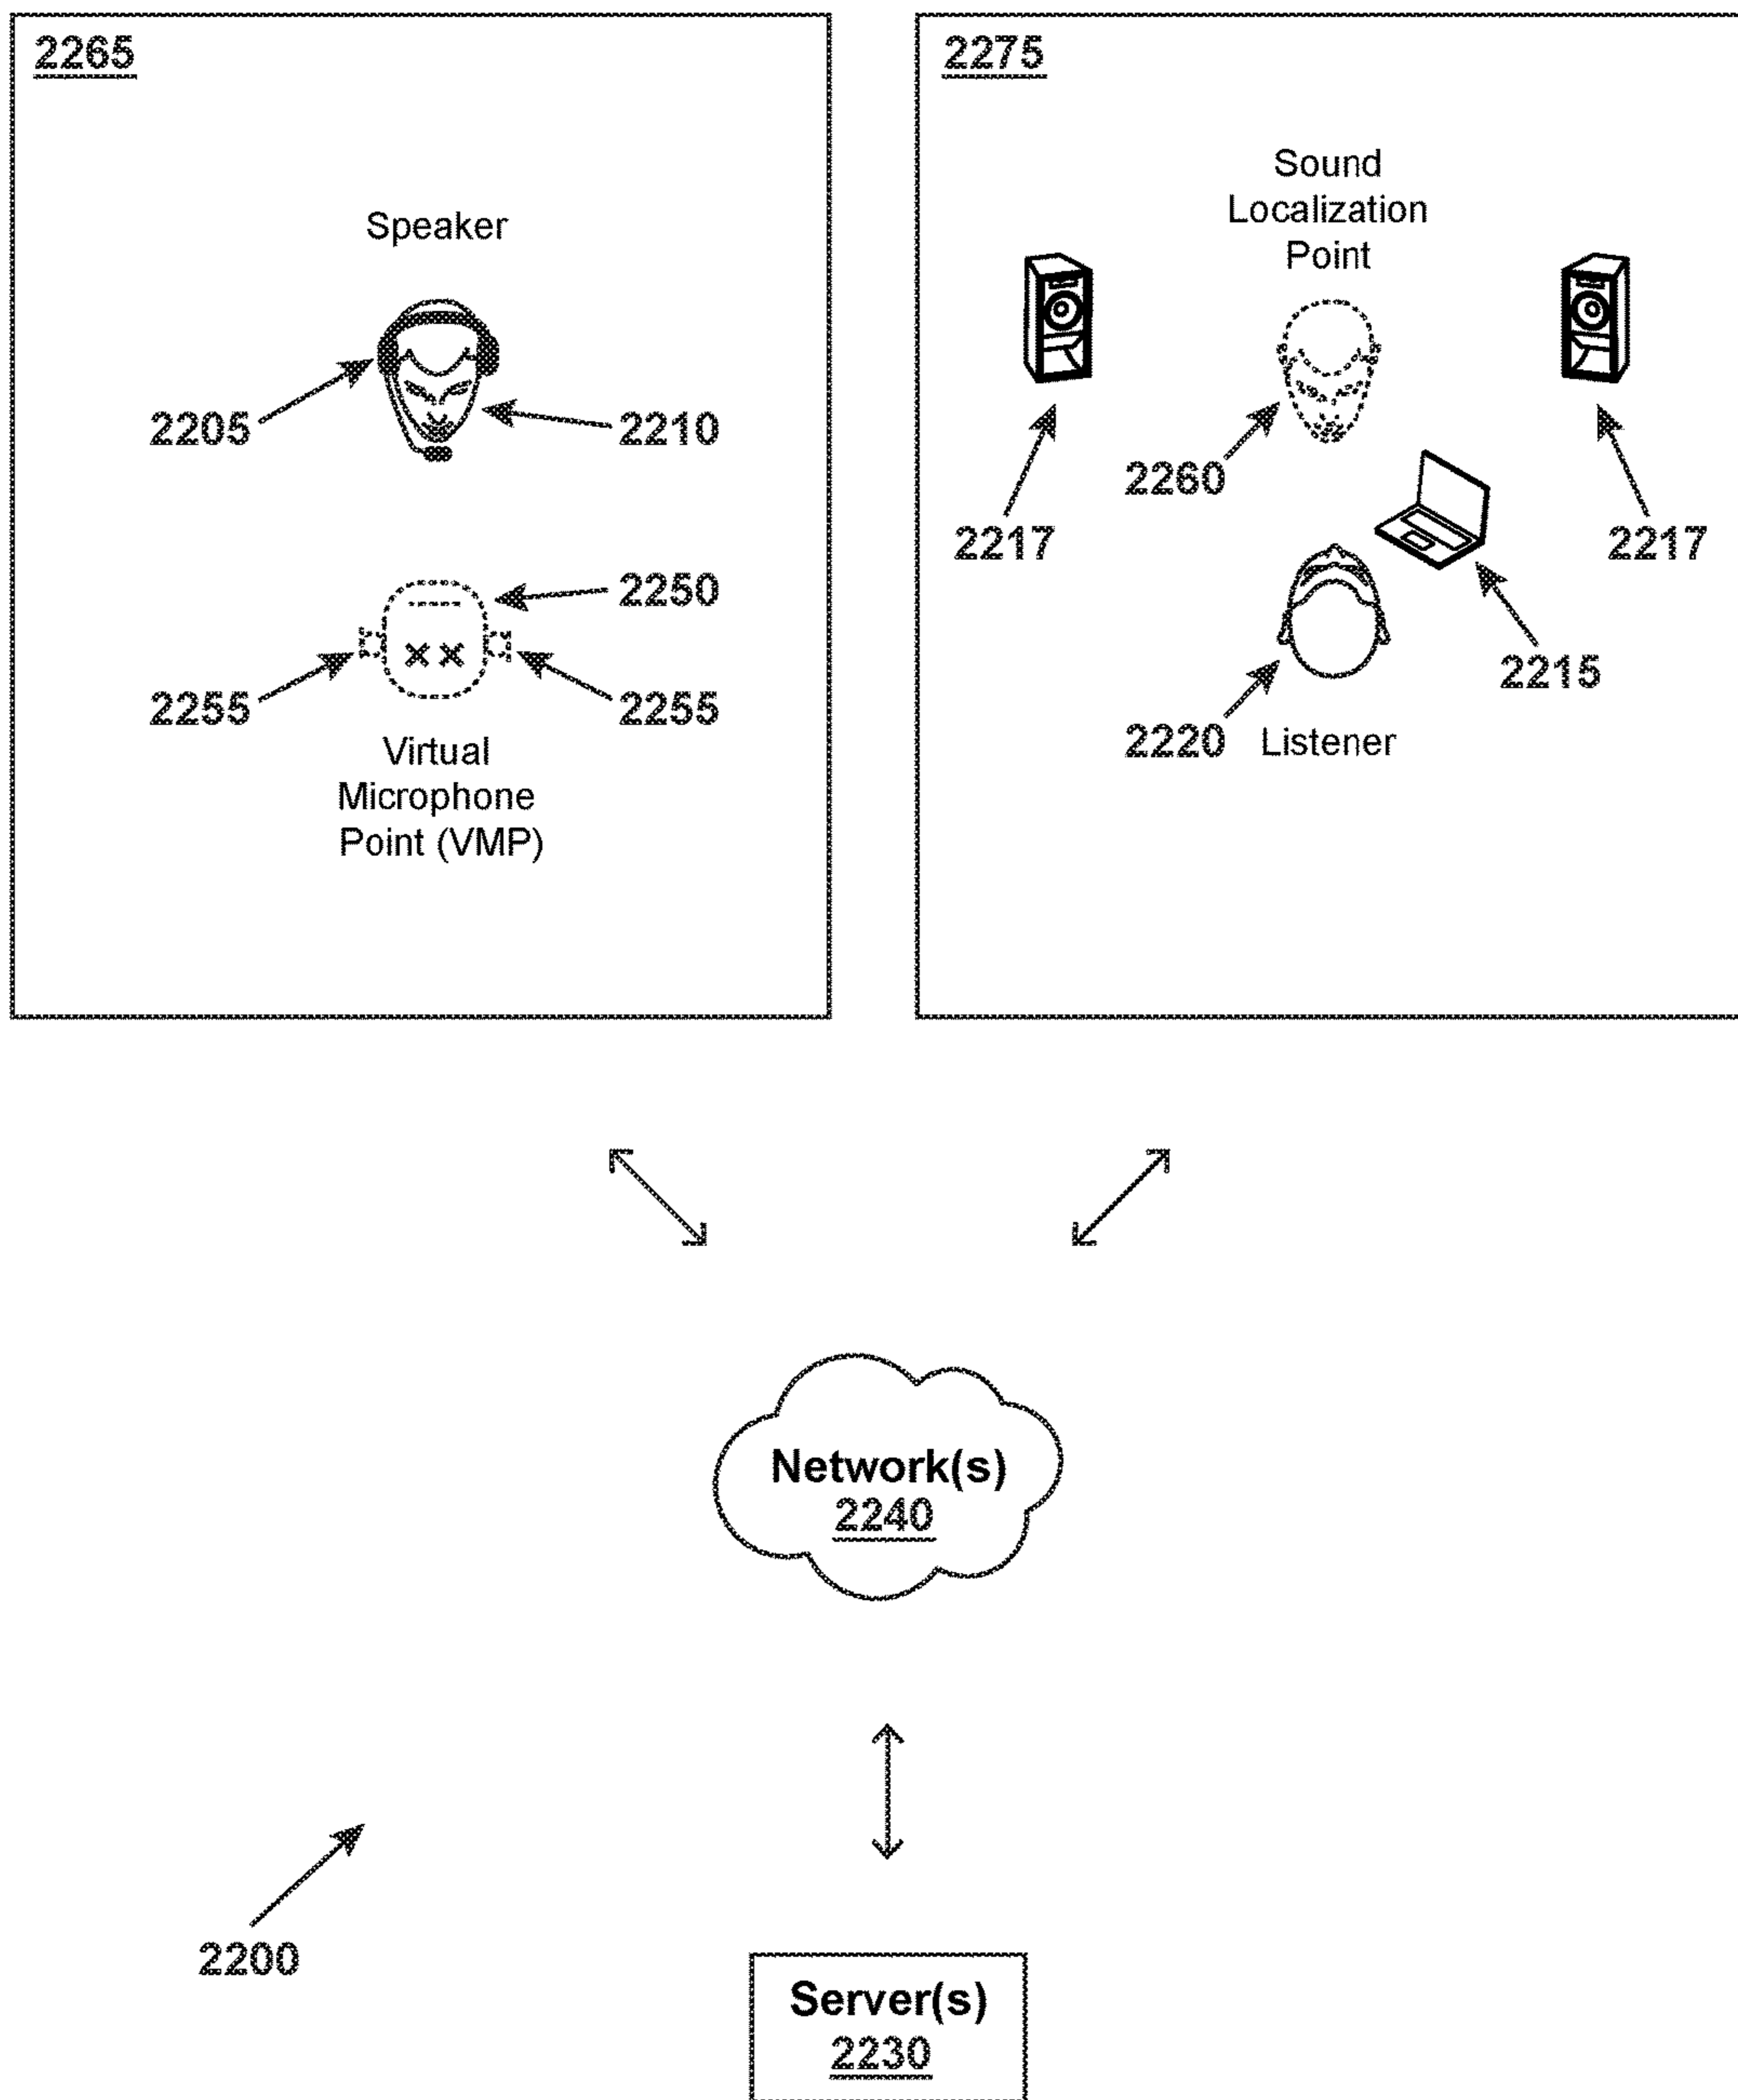 2265
Speaker
2205
2210
2250
2255
2255
Virtual
Microphone
Point (VMP)
2275
Sound
Localization
Point
2260
2217
2217
2215
2220
Listener
Network(s)
2240
2200
Server(s)
2230